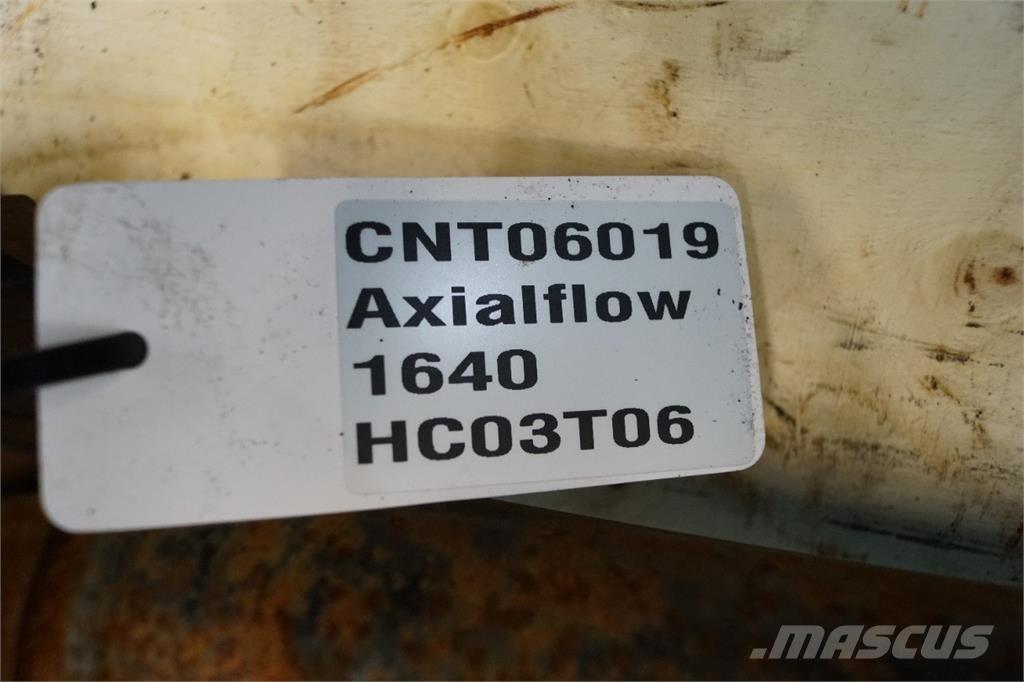 CNT06019
Axialflow
1640
HC03T06
MASCUS